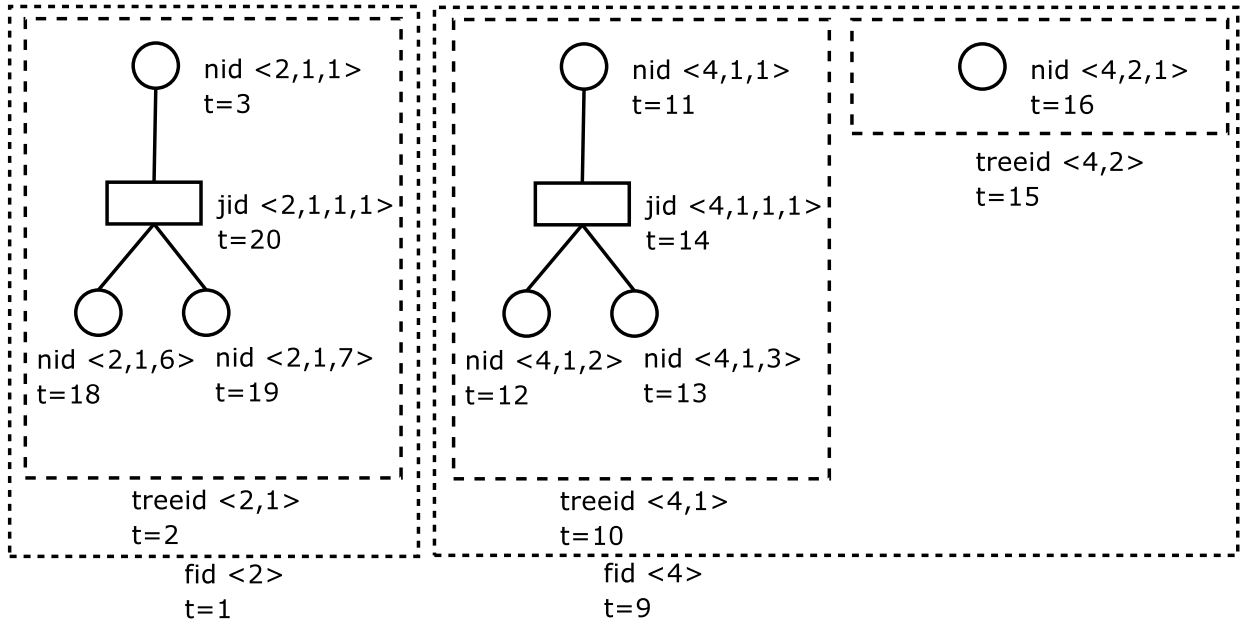 nid <2,1,1>
t=3
jid <2,1,1,1>
t=20
nid <2,1,6>
t=18
nid <2,1,7>
t=19
treeid <2,1>
t=2
fid <2>
t=1
nid <4,1,1>
t=11
jid <4,1,1,1>
t=14
nid <4,1,2>
t=12
nid <4,1,3>
t=13
treeid <4,1>
t=10
nid <4,2,1>
t=16
treeid <4,2>
t=15
fid <4>
t=9